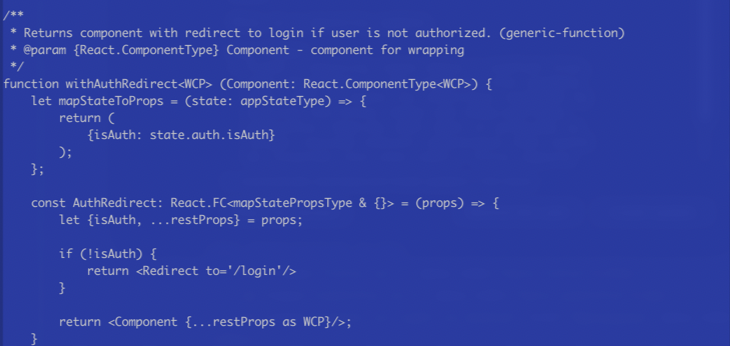 /**
 * Returns component with redirect to login if user is not authorized. (generic-function)
 * @param {React.ComponentType} Component - component for wrapping
 */
function withAuthRedirect<WCP> (Component: React.ComponentType<WCP>) {
    let mapStateToProps = (state: appStateType) => {
        return (
            {isAuth: state.auth.isAuth}
        );
    };

    const AuthRedirect: React.FC<mapStatePropsType & {}> = (props) => {
        let {isAuth, ...restProps} = props;

        if (!isAuth) {
            return <Redirect to='/login'/>
        }

        return <Component {...restProps as WCP}/>;
    }